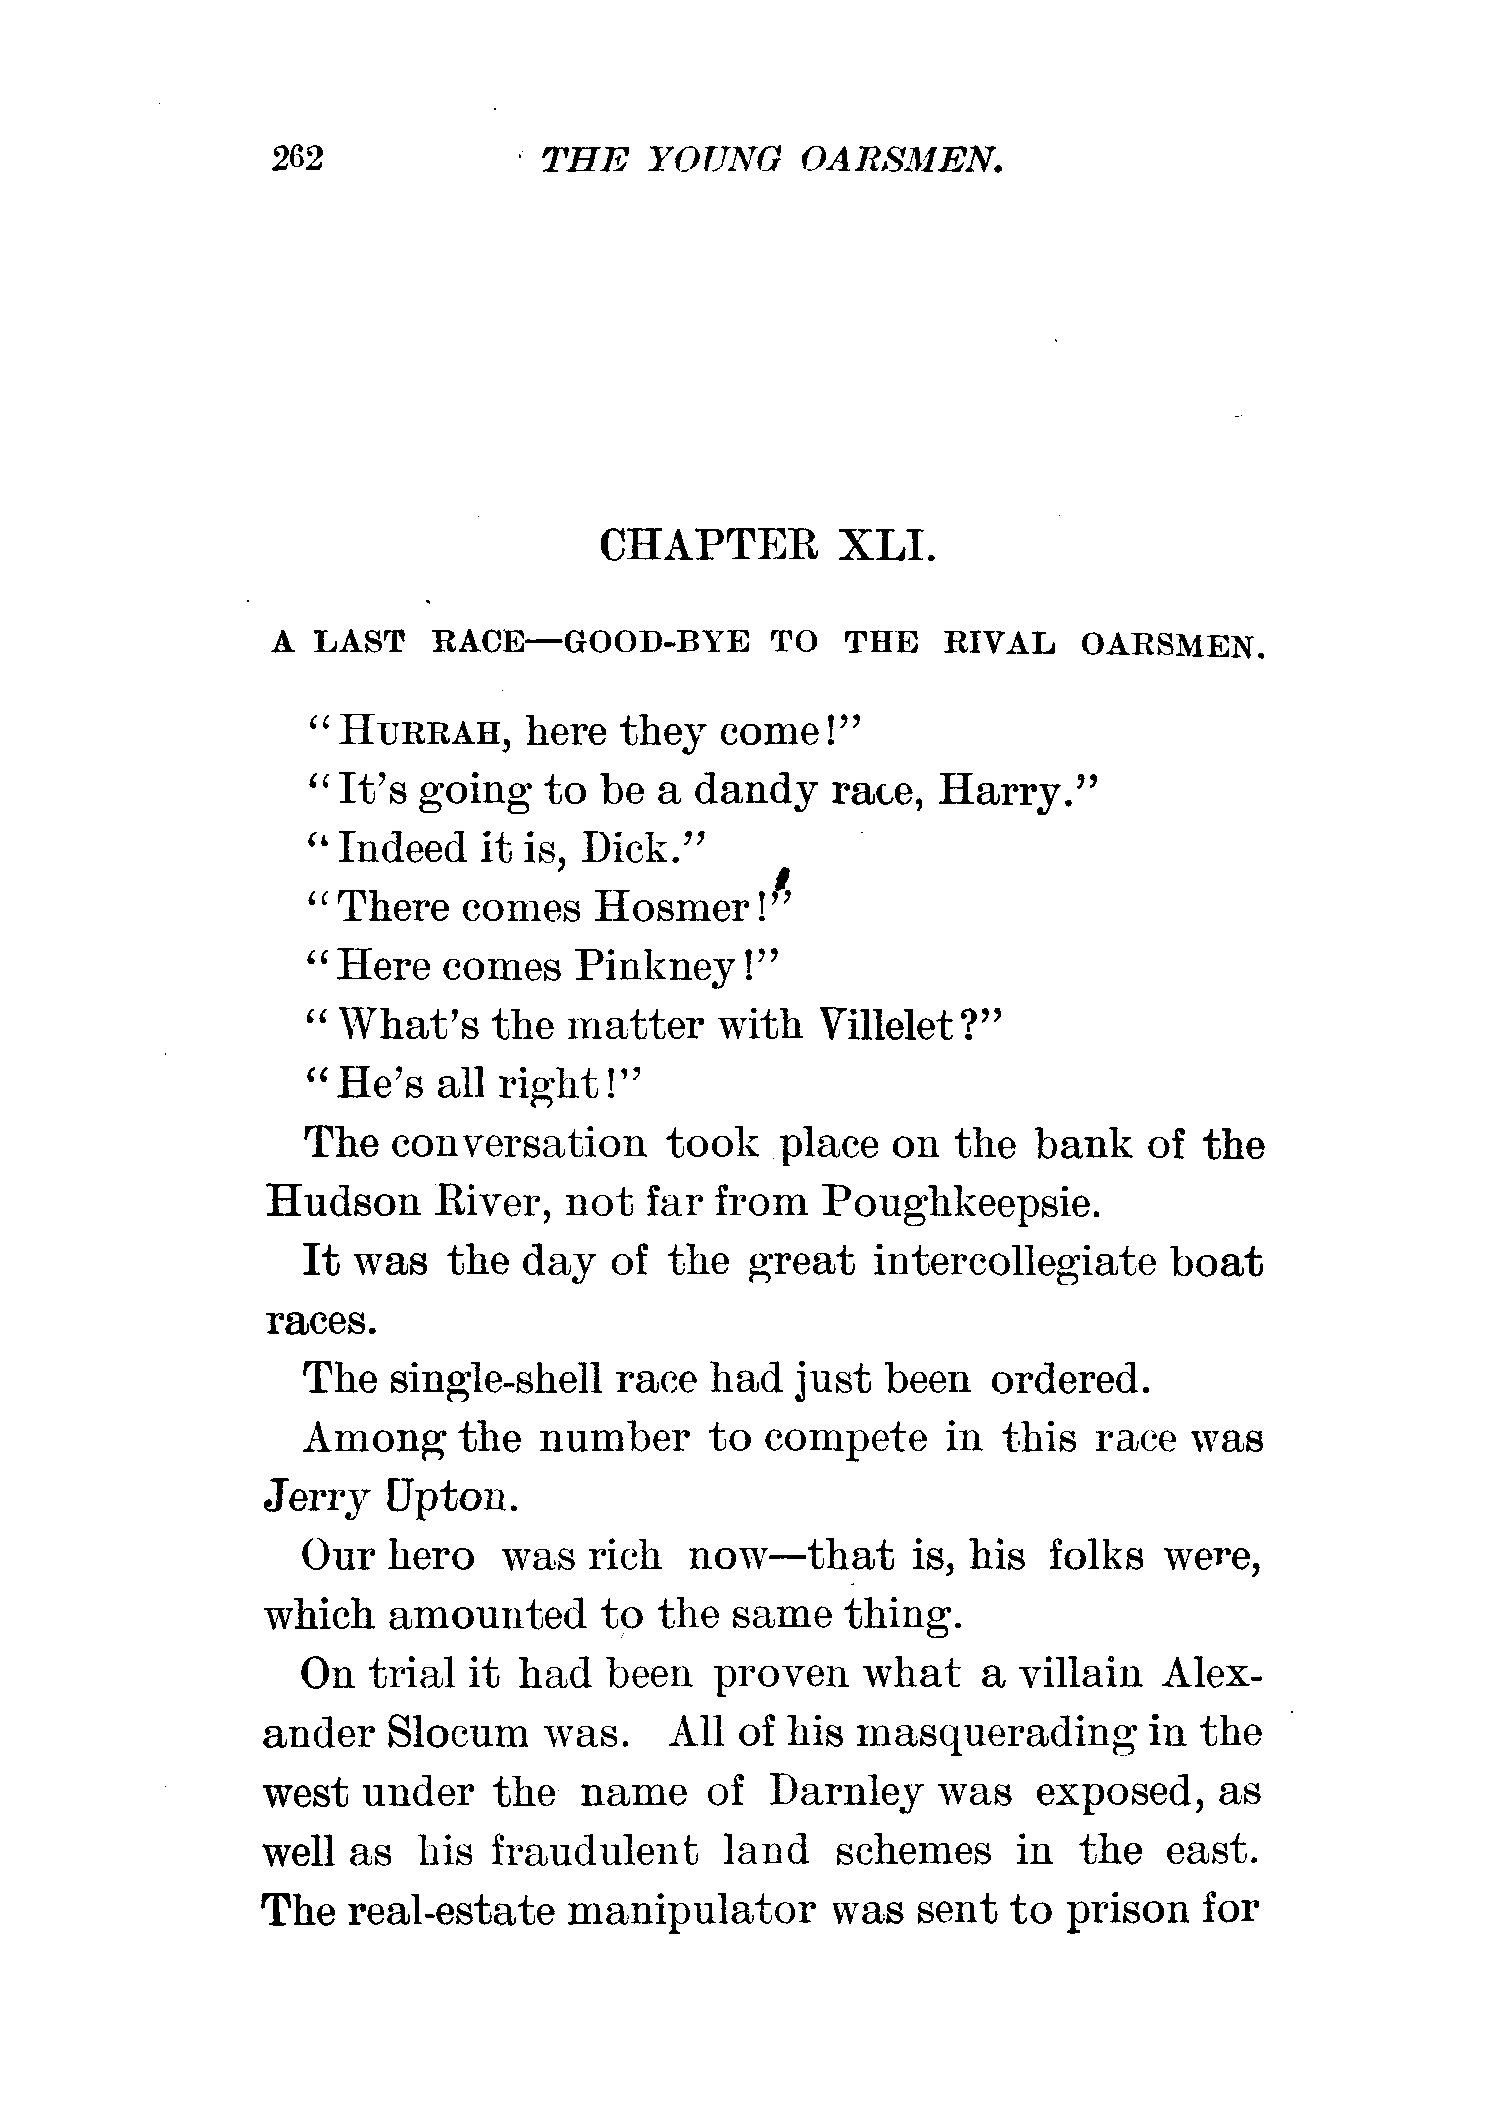 262 THE YOUNG OARSMEN.
CHAPTER XLI.
A LAST RACE—GOOD-BYE TO THE RIVAL OARSMEN.
“HURRAH, here they come!”
“It’s going to be a dandy race, Harry.”
“Indeed it is, Dick.”
“There comes Hosmer!”
“Here comes Pinkney!”
“What’s the matter with Villelet?”
“He’s all right!”
The conversation took place on the bank of the
Hudson River, not far from Poughkeepsie.
It was the day of the great intercollegiate boat
races.
The single-shell race had just been ordered.
Among the number to compete in this race was
Jerry Upton.
Our hero was rich now—that is, his folks were,
which amounted to the same thing.
On trial it had been proven what a villain Alex-
ander Slocum was. All of his masquerading in the
west under the name of Darnley was exposed, as
well as his fraudulent land schemes in the east.
The real-estate manipulator was sent to prison for